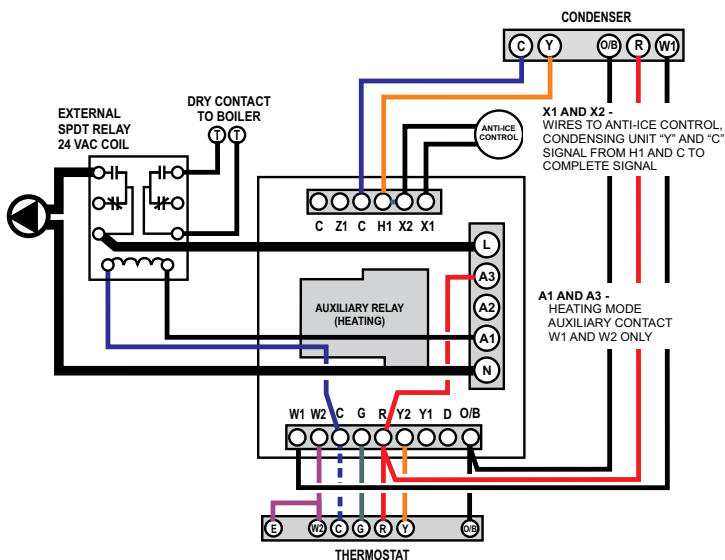 CONDENSER
C Y O/B R W1
EXTERNAL
SPDT RELAY
24 VAC COIL
DRY CONTACT
TO BOILER
T T
ANTI-ICE
CONTROL
X1 AND X2 -
WIRES TO ANTI-ICE CONTROL,
CONDENSING UNIT “Y” AND “C”
SIGNAL FROM H1 AND C TO
COMPLETE SIGNAL
C Z1 C H1 X2 X1
L
A3
A2
A1
N
AUXILIARY RELAY
(HEATING)
A1 AND A3 -
HEATING MODE
AUXILIARY CONTACT
W1 AND W2 ONLY
W1 W2 C G R Y2 Y1 D O/B
E W2 C G R Y O/B
THERMOSTAT